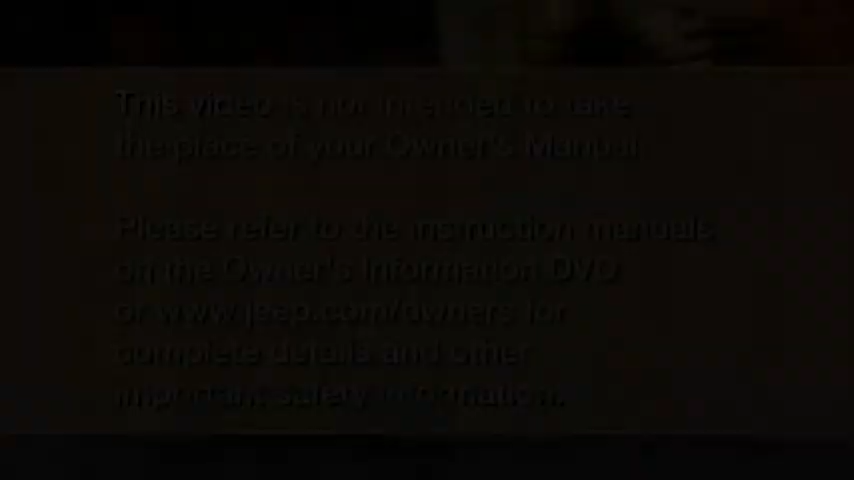 This video is not intended to take
the place of your Owner's Manual.
Please refer to the instruction manuals
on the Owner's Information DVD
or www.jeep.com/owners for
complete details and other
important safety information.